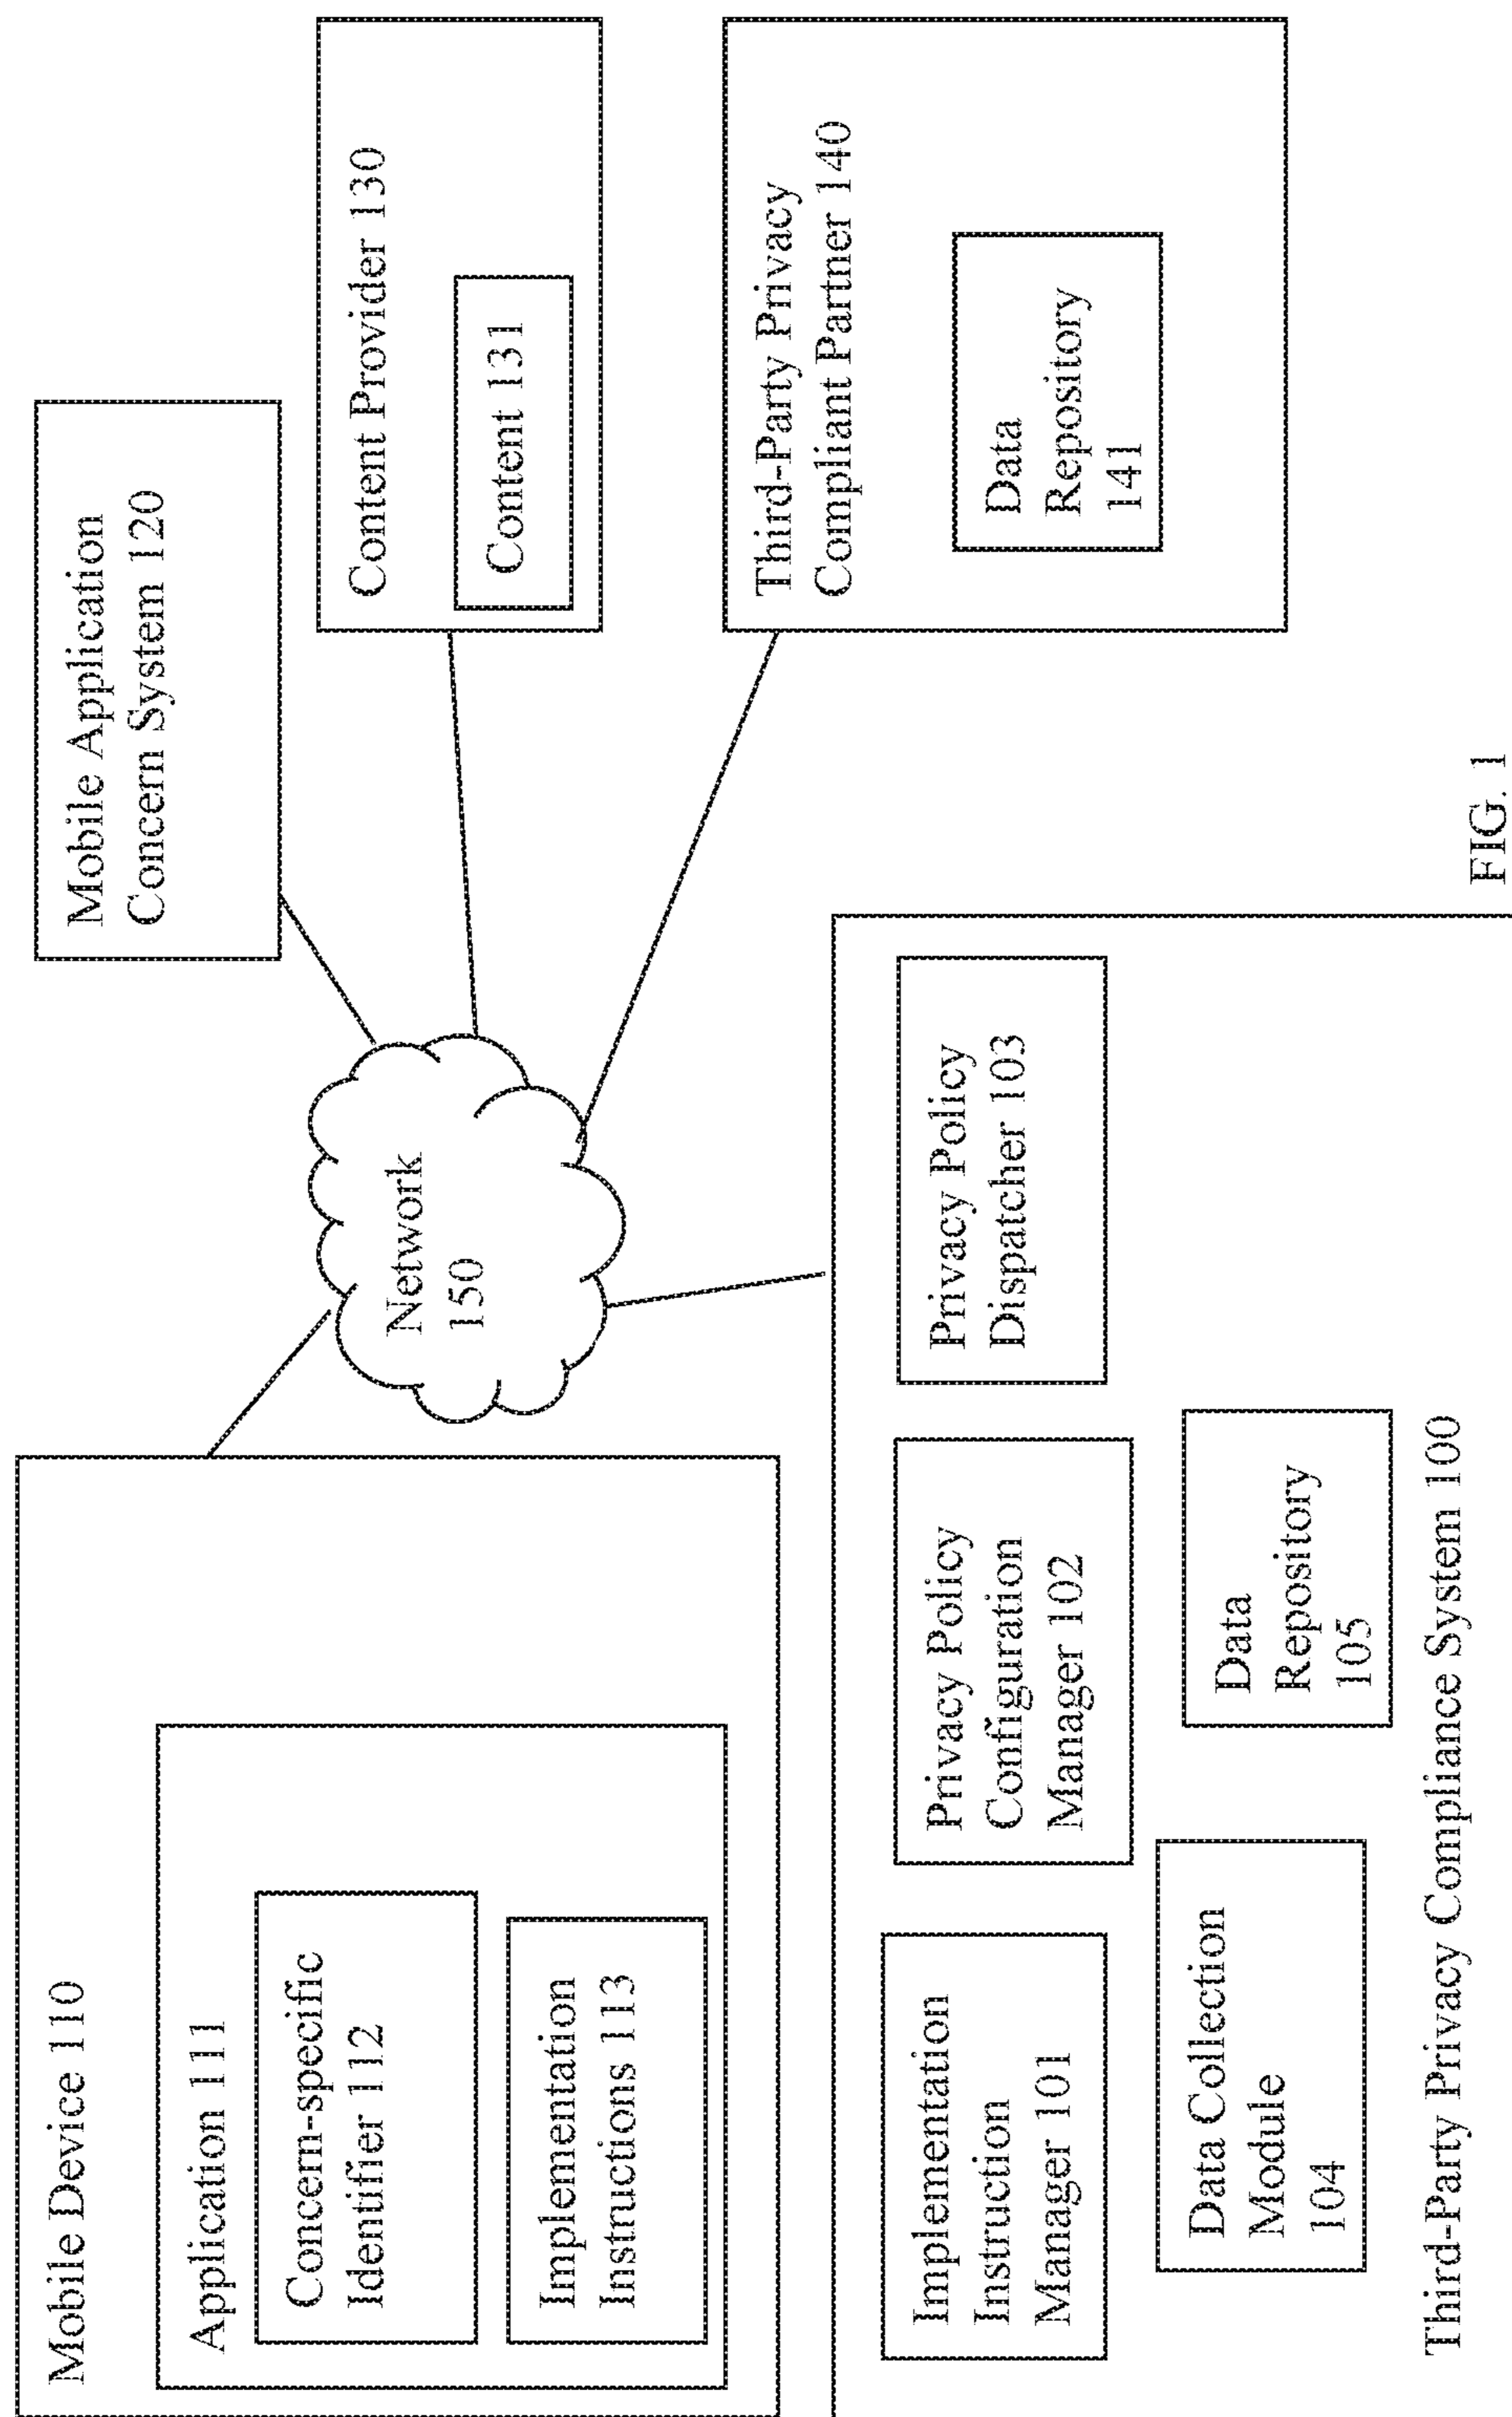 Mobile Device 110
Application 111
Concern-specific
Identifier 112
Implementation
Instructions 113
Mobile Application
Concern System 120
Network
150
Content Provider 130
Content 131
Third-Party Privacy
Compliant Partner 140
Data
Repository
141
Implementation
Instruction
Manager 101
Privacy Policy
Configuration
Manager 102
Privacy Policy
Dispatcher 103
Data Collection
Module
104
Data
Repository
105
Third-Party Privacy Compliance System 100
FIG. 1